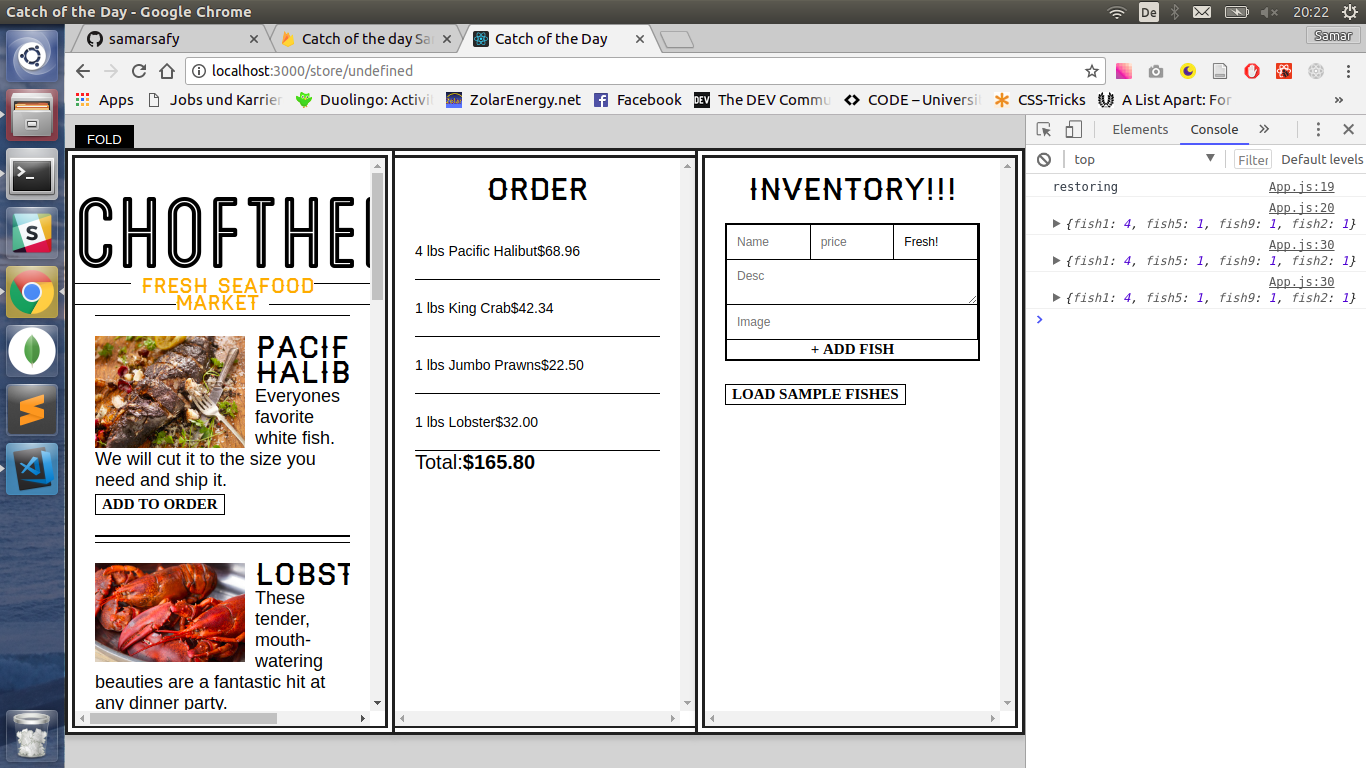 Catch of the Day - Google Chrome
De
20:22
samarsafy
Catch of the day Sa
Catch of the Day
Samar
localhost:3000/store/undefined
Apps
Jobs und Karrier
Duolingo: Activi
ZolarEnergy.net
Facebook
DEV
The DEV Commu
CODE – Universi
CSS-Tricks
A List Apart: For
»
FOLD
CHOFTHE
FRESH SEAFOOD
MARKET
PACIF
HALIB
Everyones
favorite
white fish.
We will cut it to the size you
need and ship it.
ADD TO ORDER
LOBST
These
tender,
mouth-
watering
beauties are a fantastic hit at
any dinner party.
ORDER
4 lbs Pacific Halibut$68.96
1 lbs King Crab$42.34
1 lbs Jumbo Prawns$22.50
1 lbs Lobster$32.00
Total:$165.80
INVENTORY!!!
Name
price
Fresh!
Desc
Image
+ ADD FISH
LOAD SAMPLE FISHES
Elements
Console
»
top
Filter
Default levels
restoring
App.js:19
App.js:20
{fish1: 4, fish5: 1, fish9: 1, fish2: 1}
App.js:30
{fish1: 4, fish5: 1, fish9: 1, fish2: 1}
App.js:30
{fish1: 4, fish5: 1, fish9: 1, fish2: 1}